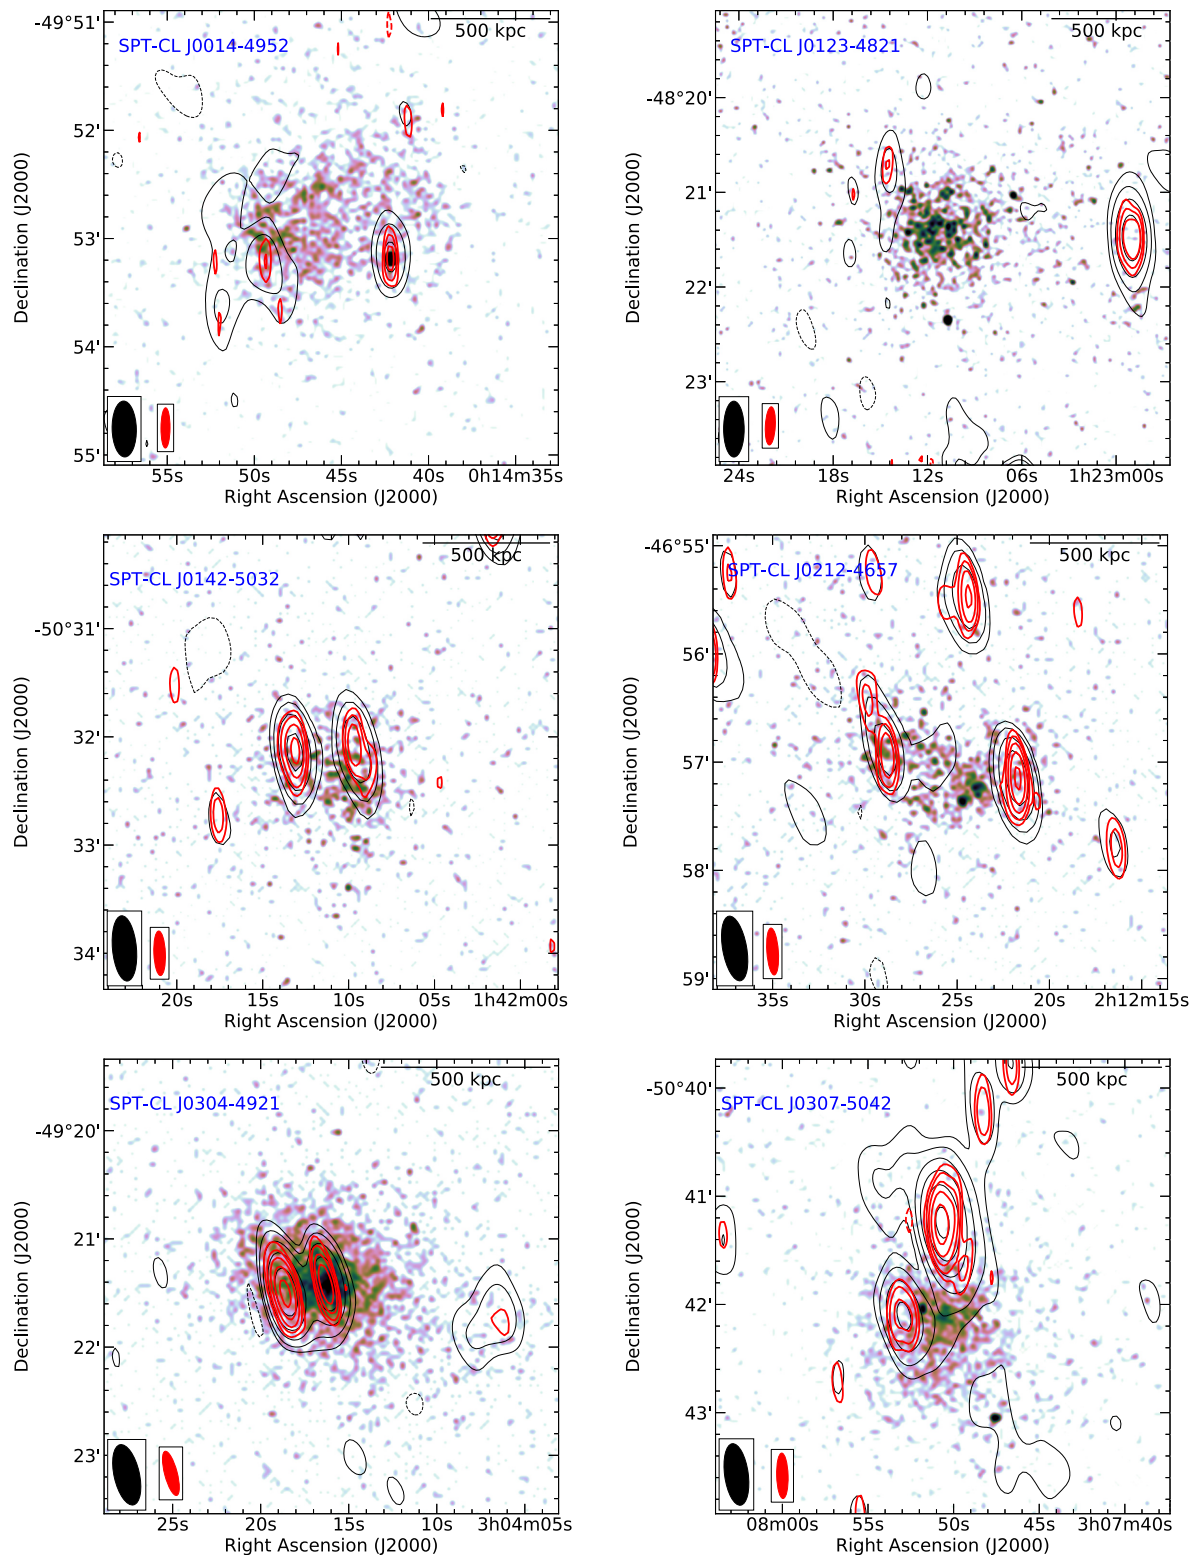 SPT-CL J0014-4952
500 kpc
-49°51'
52'
53'
54'
55'
55s 50s 45s 40s 0h14m35s
Right Ascension (J2000)
Declination (J2000)
SPT-CL J0123-4821
500 kpc
-48°20'
21'
22'
23'
24s 18s 12s 06s 1h23m00s
Right Ascension (J2000)
Declination (J2000)
SPT-CL J0142-5032
500 kpc
-50°31'
32'
33'
34'
20s 15s 10s 05s 1h42m00s
Right Ascension (J2000)
Declination (J2000)
SPT-CL J0212-4657
500 kpc
-46°55'
56'
57'
58'
59'
35s 30s 25s 20s 2h12m15s
Right Ascension (J2000)
Declination (J2000)
SPT-CL J0304-4921
500 kpc
-49°20'
21'
22'
23'
25s 20s 15s 10s 3h04m05s
Right Ascension (J2000)
Declination (J2000)
SPT-CL J0307-5042
500 kpc
-50°40'
41'
42'
43'
08m00s 55s 50s 45s 3h07m40s
Right Ascension (J2000)
Declination (J2000)